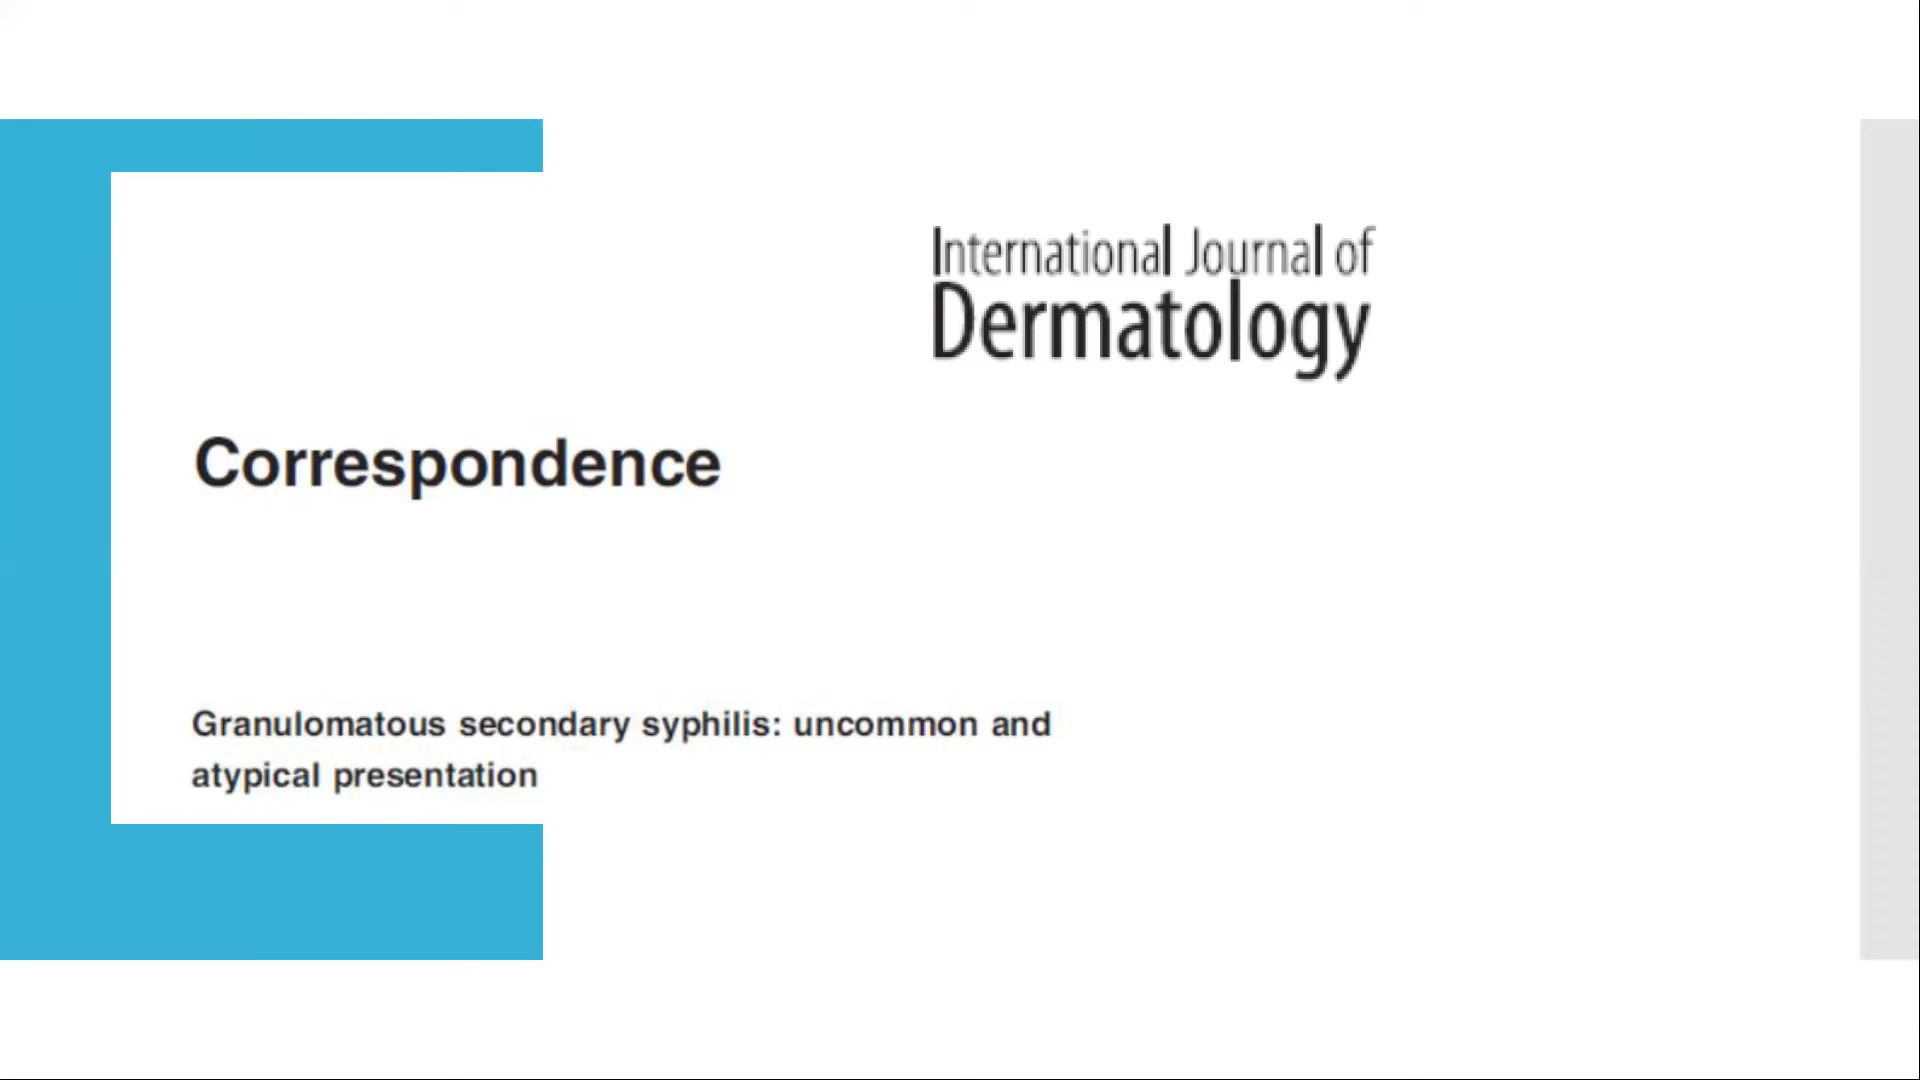 International Journal of
Dermatology
Correspondence
Granulomatous secondary syphilis: uncommon and
atypical presentation